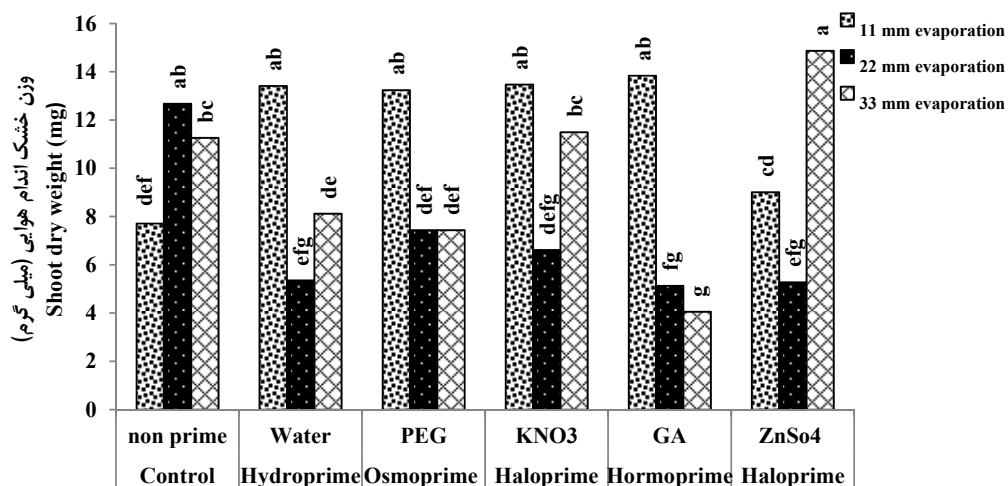 وزن خشک اندام هوایی (میلی گرم)
Shoot dry weight (mg)
16
14
12
10
8
6
4
2
0
def
ab
bc
ab
efg
de
ab
def
def
ab
defg
bc
ab
fg
g
cd
efg
a
11 mm evaporation
22 mm evaporation
33 mm evaporation
non prime Water PEG KNO3 GA ZnSo4
Control Hydroprime Osmoprime Haloprime Hormoprime Haloprime